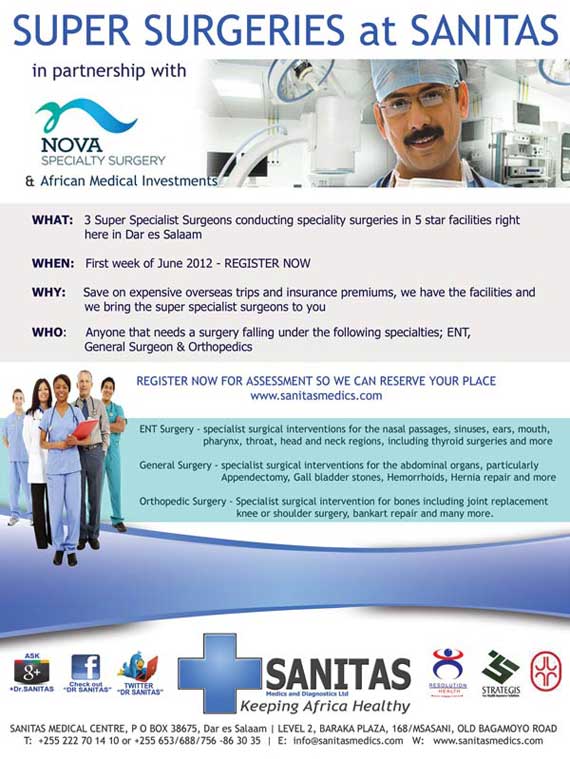 SUPER SURGERIES at SANITAS
in partnership with
NOVA
SPECIALTY SURGERY
& African Medical Investments
WHAT: 3 Super Specialist Surgeons conducting speciality surgeries in 5 star facilities right
here in Dar es Salaam
WHEN: First week of June 2012 - REGISTER NOW
WHY: Save on expensive overseas trips and insurance premiums, we have the facilities and
we bring the super specialist surgeons to you
WHO: Anyone that needs a surgery falling under the following specialties; ENT,
General Surgeon & Orthopedics
REGISTER NOW FOR ASSESSMENT SO WE CAN RESERVE YOUR PLACE
www.sanitasmedics.com
ENT Surgery - specialist surgical interventions for the nasal passages, sinuses, ears, mouth,
pharynx, throat, head and neck regions, including thyroid surgeries and more
General Surgery - specialist surgical interventions for the abdominal organs, particularly
Appendectomy, Gall bladder stones, Hemorrhoids, Hernia repair and more
Orthopedic Surgery - Specialist surgical intervention for bones including joint replacement
knee or shoulder surgery, bankart repair and many more.
ASK
g+
+Dr.SANITAS
f
Check out
"DR SANITAS"
TWITTER
"DR SANITAS"
SANITAS
Medics and Diagnostics Ltd
Keeping Africa Healthy
RESOLUTION
HEALTH
STRATEGIS
SANITAS MEDICAL CENTRE, P O BOX 38675, Dar es Salaam | LEVEL 2, BARAKA PLAZA, 168/MSASANI, OLD BAGAMOYO ROAD
T: +255 222 70 14 10 or +255 653/688/756 -86 30 35 | E: info@sanitasmedics.com W: www.sanitasmedics.com